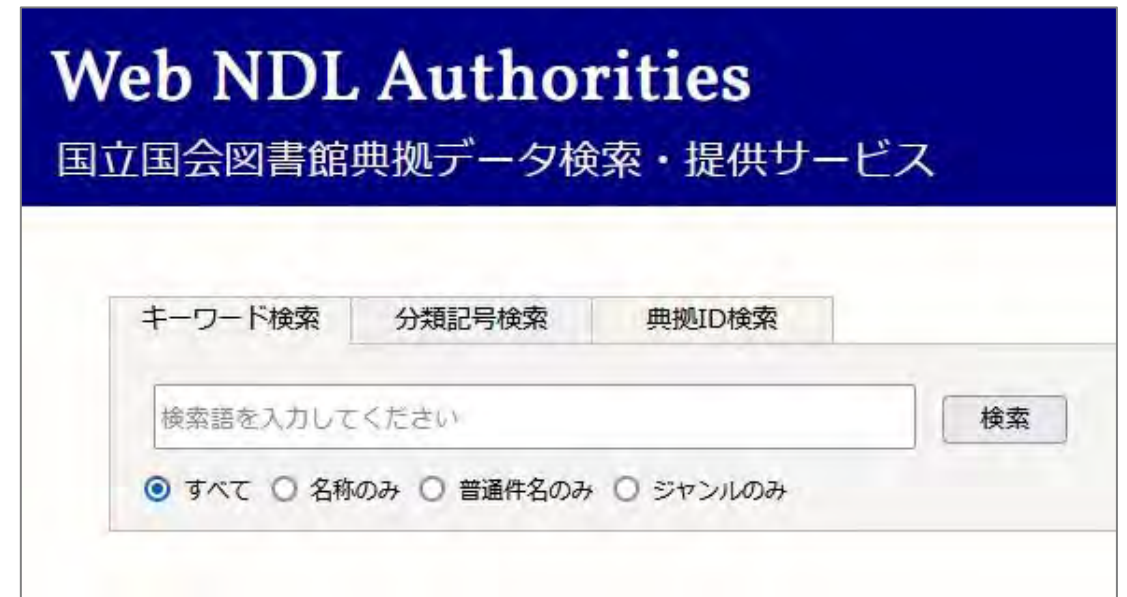 Web NDL Authorities
国立国会図書館典拠データ検索・提供サービス
キーワード検索 分類記号検索 典拠ID検索
検索語を入力してください 検索
すべて 名称のみ 普通件名のみ ジャンルのみ